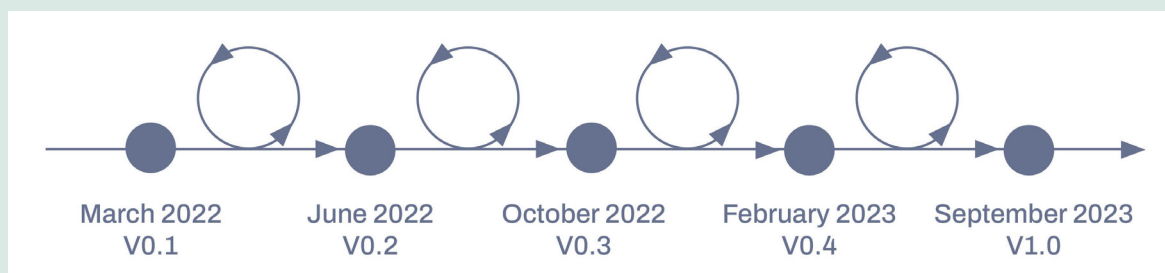 March 2022
V0.1
June 2022
V0.2
October 2022
V0.3
February 2023
V0.4
September 2023
V1.0